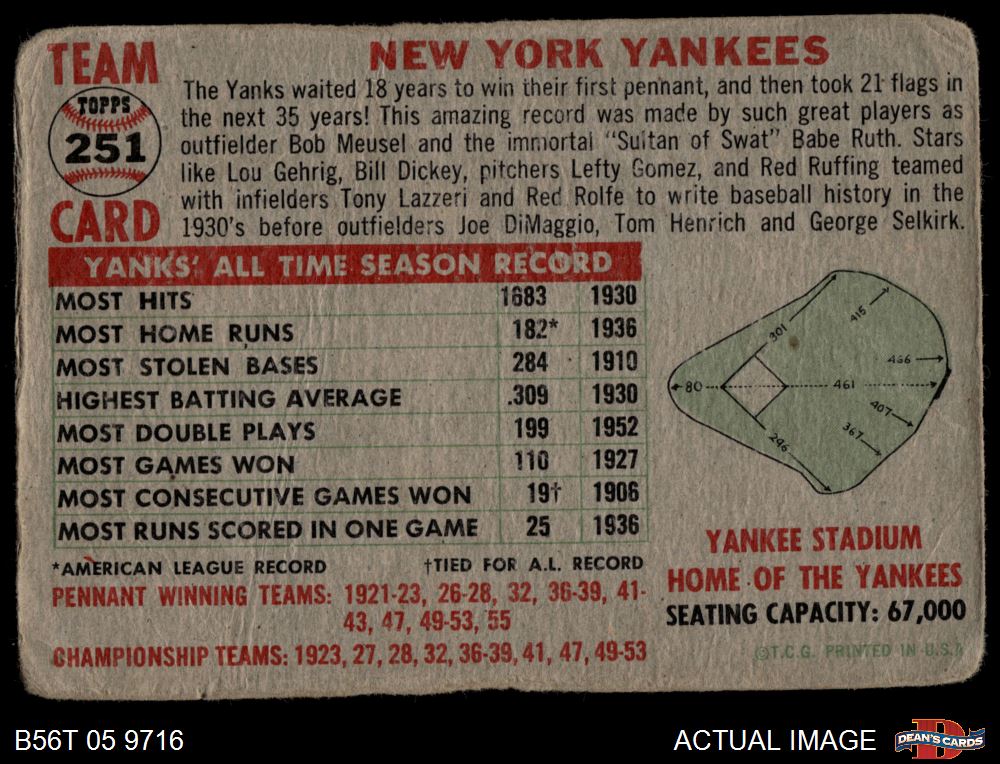 TEAM
TOPPS
251
CARD
NEW YORK YANKEES
The Yanks waited 18 years to win their first pennant, and then took 21 flags in
the next 35 years! This amazing record was made by such great players as
outfielder Bob Meusel and the immortal "Sultan of Swat" Babe Ruth. Stars
like Lou Gehrig, Bill Dickey, pitchers Lefty Gomez, and Red Ruffing teamed
with infielders Tony Lazzeri and Red Rolfe to write baseball history in the
1930's before outfielders Joe DiMaggio, Tom Henrich and George Selkirk.
YANKS' ALL TIME SEASON RECORD
MOST HITS 1683 1930
MOST HOME RUNS 182* 1936
MOST STOLEN BASES 284 1910
HIGHEST BATTING AVERAGE .309 1930
MOST DOUBLE PLAYS 199 1952
MOST GAMES WON 110 1927
MOST CONSECUTIVE GAMES WON 19† 1906
MOST RUNS SCORED IN ONE GAME 25 1936
*AMERICAN LEAGUE RECORD †TIED FOR A.L. RECORD
PENNANT WINNING TEAMS: 1921-23, 26-28, 32, 36-39, 41-
43, 47, 49-53, 55
CHAMPIONSHIP TEAMS: 1923, 27, 28, 32, 36-39, 41, 47, 49-53
301
415
466
80
461
407
367
296
YANKEE STADIUM
HOME OF THE YANKEES
SEATING CAPACITY: 67,000
©T.C.G. PRINTED IN U.S.A
B56T 05 9716
ACTUAL IMAGE
DEAN'S CARDS